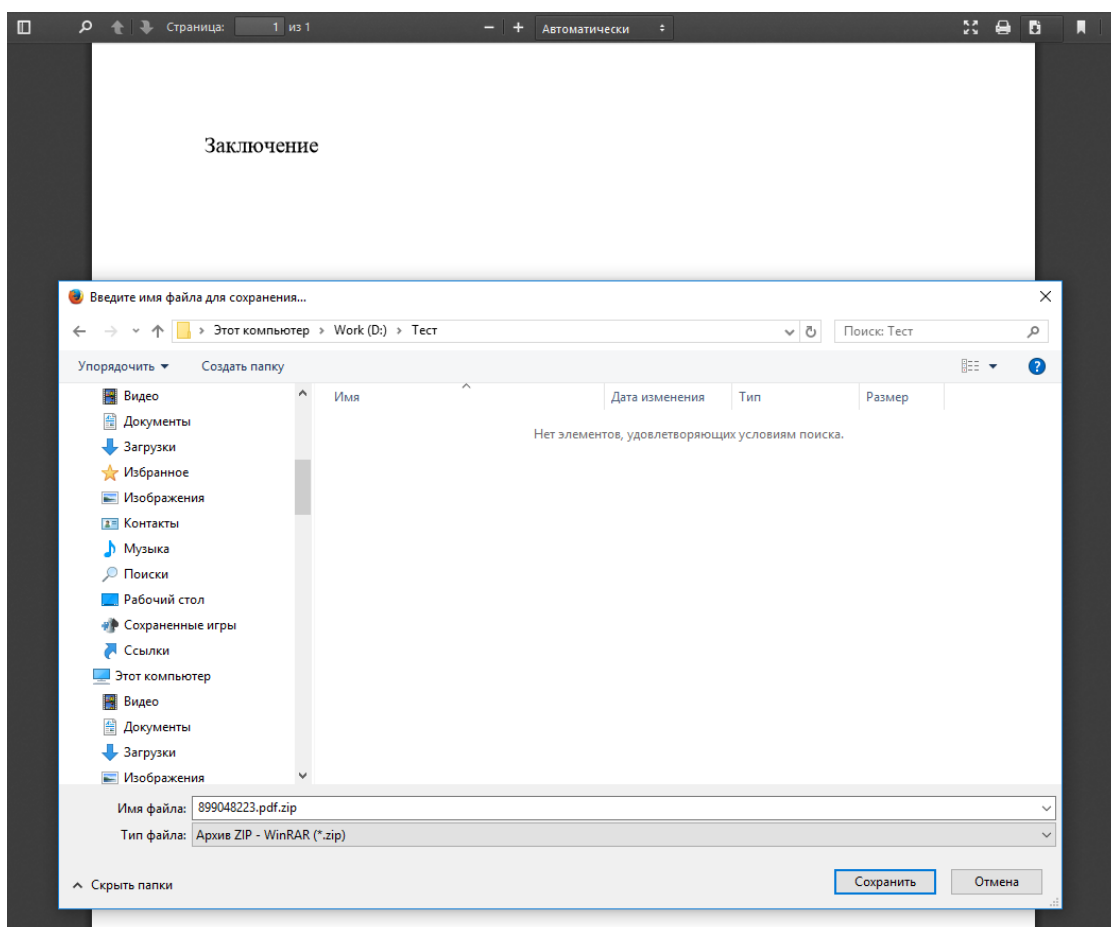 Страница: 1 из 1 Автоматически
Заключение
Введите имя файла для сохранения...
Этот компьютер Work (D:) Тест Поиск: Тест
Упорядочить Создать папку
Имя Дата изменения Тип Размер
Нет элементов, удовлетворяющих условиям поиска.
Видео
Документы
Загрузки
Избранное
Изображения
Контакты
Музыка
Поиски
Рабочий стол
Сохраненные игры
Ссылки
Этот компьютер
Видео
Документы
Загрузки
Изображения
Имя файла: 899048223.pdf.zip
Тип файла: Архив ZIP - WinRAR (*.zip)
Скрыть папки Сохранить Отмена